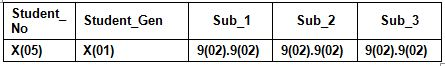 Student_No Student_Gen Sub_1 Sub_2 Sub_3
X(05) X(01) 9(02).9(02) 9(02).9(02) 9(02).9(02)